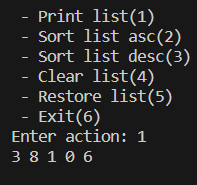 - Print list(1)
- Sort list asc(2)
- Sort list desc(3)
- Clear list(4)
- Restore list(5)
- Exit(6)
Enter action: 1
3 8 1 0 6